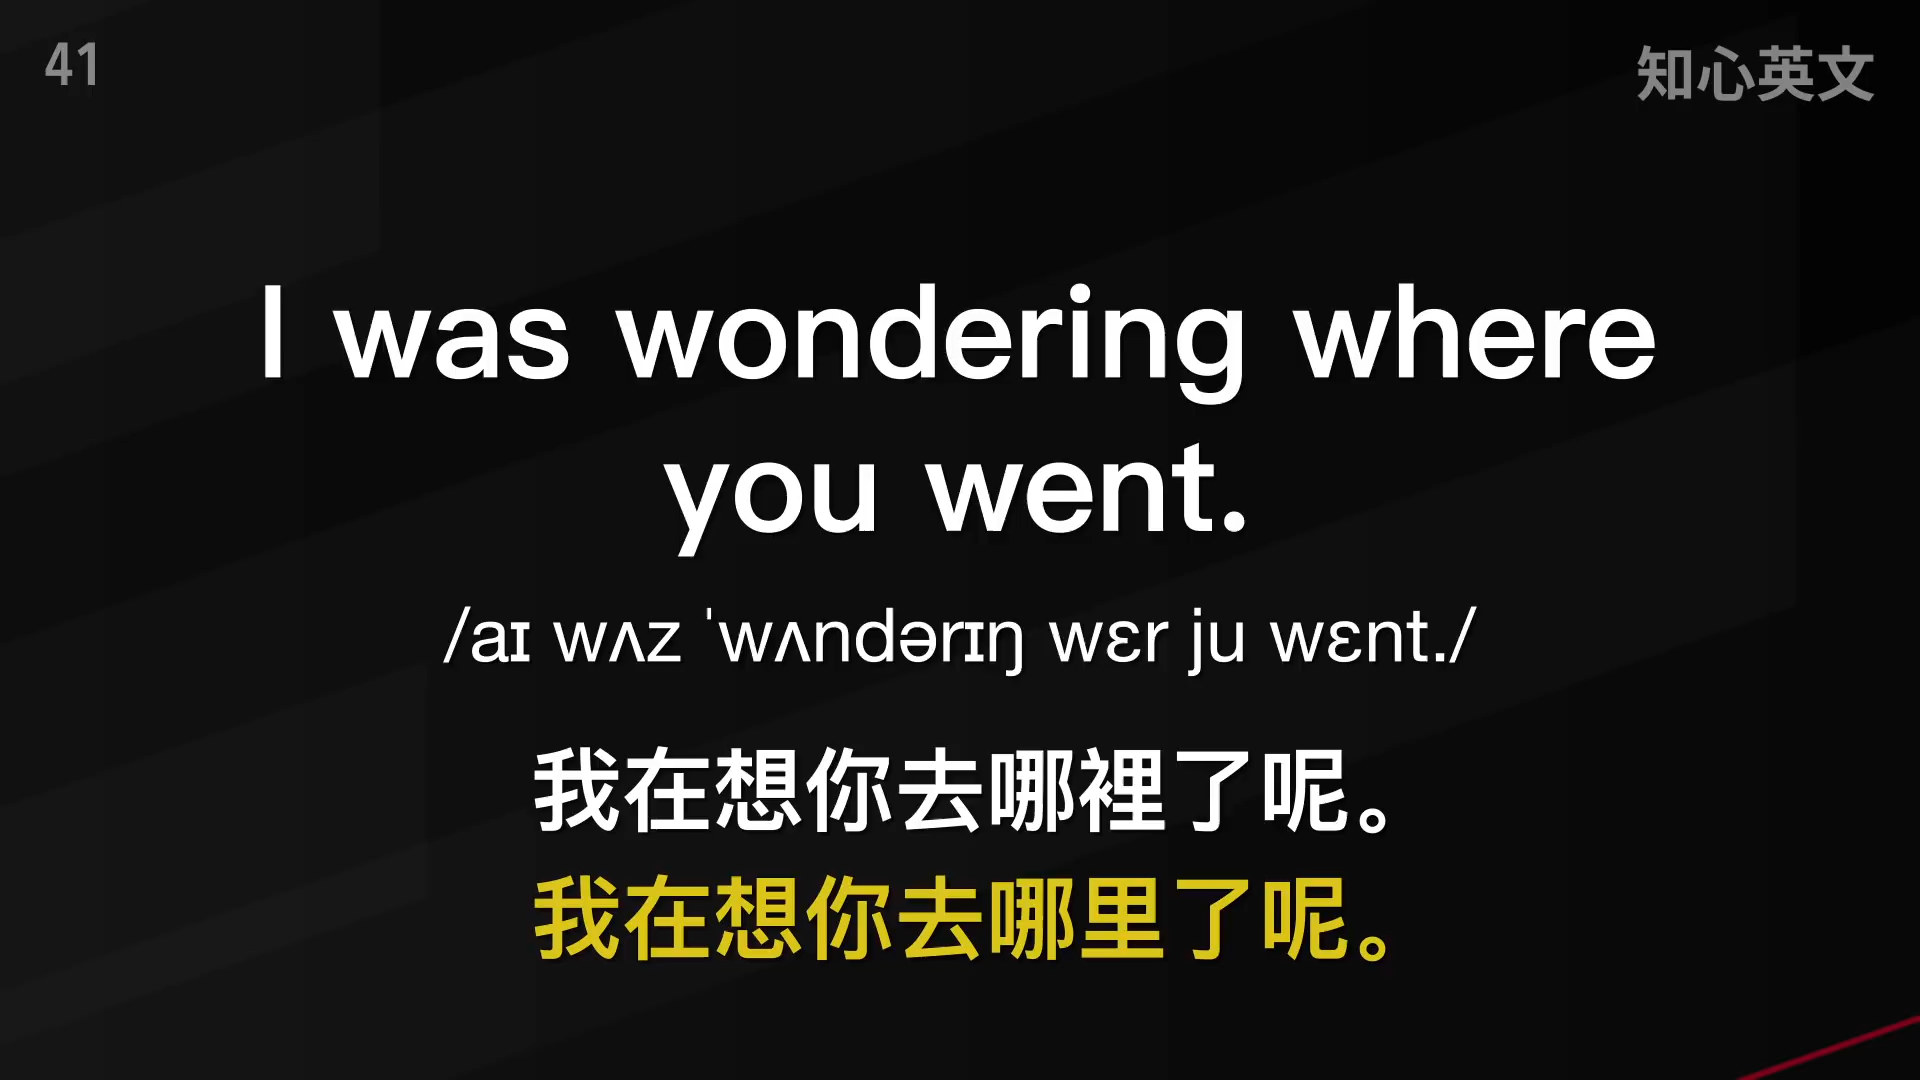 41
知心英文
I was wondering where
you went.
/aɪ wʌz ˈwʌndərɪŋ wɛr ju wɛnt./
我在想你去哪裡了呢。
我在想你去哪里了呢。